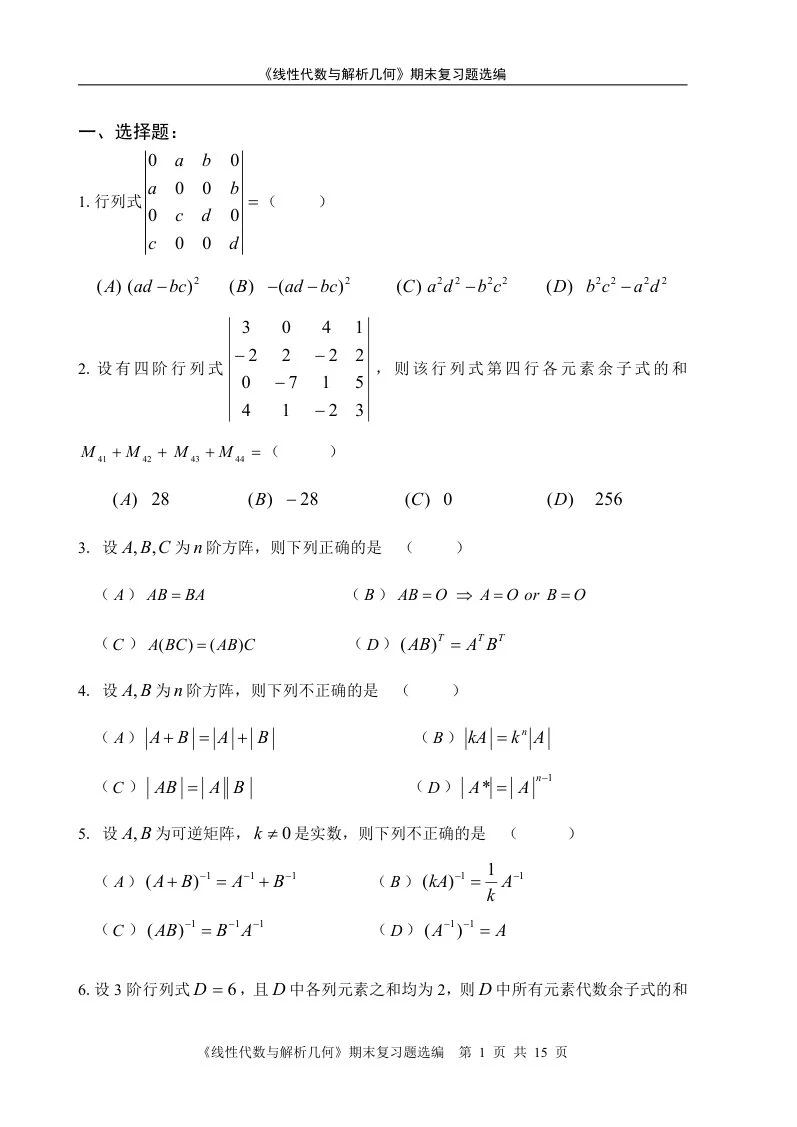 《线性代数与解析几何》期末复习题选编
一、选择题：
1. 行列式 |0 a b 0; a 0 0 b; 0 c d 0; c 0 0 d| =（ ）
(A) (ad − bc)² (B) −(ad − bc)² (C) a²d² − b²c² (D) b²c² − a²d²
2. 设有四阶行列式 |3 0 4 1; −2 2 −2 2; 0 −7 1 5; 4 1 −2 3| ，则该行列式第四行各元素余子式的和
M₄₁ + M₄₂ + M₄₃ + M₄₄ =（ ）
(A) 28 (B) −28 (C) 0 (D) 256
3. 设 A, B, C 为 n 阶方阵，则下列正确的是 （ ）
（A）AB = BA （B）AB = O ⇒ A = O or B = O
（C）A(BC) = (AB)C （D）(AB)ᵀ = AᵀBᵀ
4. 设 A, B 为 n 阶方阵，则下列不正确的是 （ ）
（A）|A + B| = |A| + |B| （B）|kA| = kⁿ|A|
（C）|AB| = |A||B| （D）|A*| = |A|ⁿ⁻¹
5. 设 A, B 为可逆矩阵，k ≠ 0 是实数，则下列不正确的是 （ ）
（A）(A + B)⁻¹ = A⁻¹ + B⁻¹ （B）(kA)⁻¹ = 1/k A⁻¹
（C）(AB)⁻¹ = B⁻¹A⁻¹ （D）(A⁻¹)⁻¹ = A
6. 设 3 阶行列式 D = 6，且 D 中各列元素之和均为 2，则 D 中所有元素代数余子式的和
《线性代数与解析几何》期末复习题选编 第 1 页 共 15 页